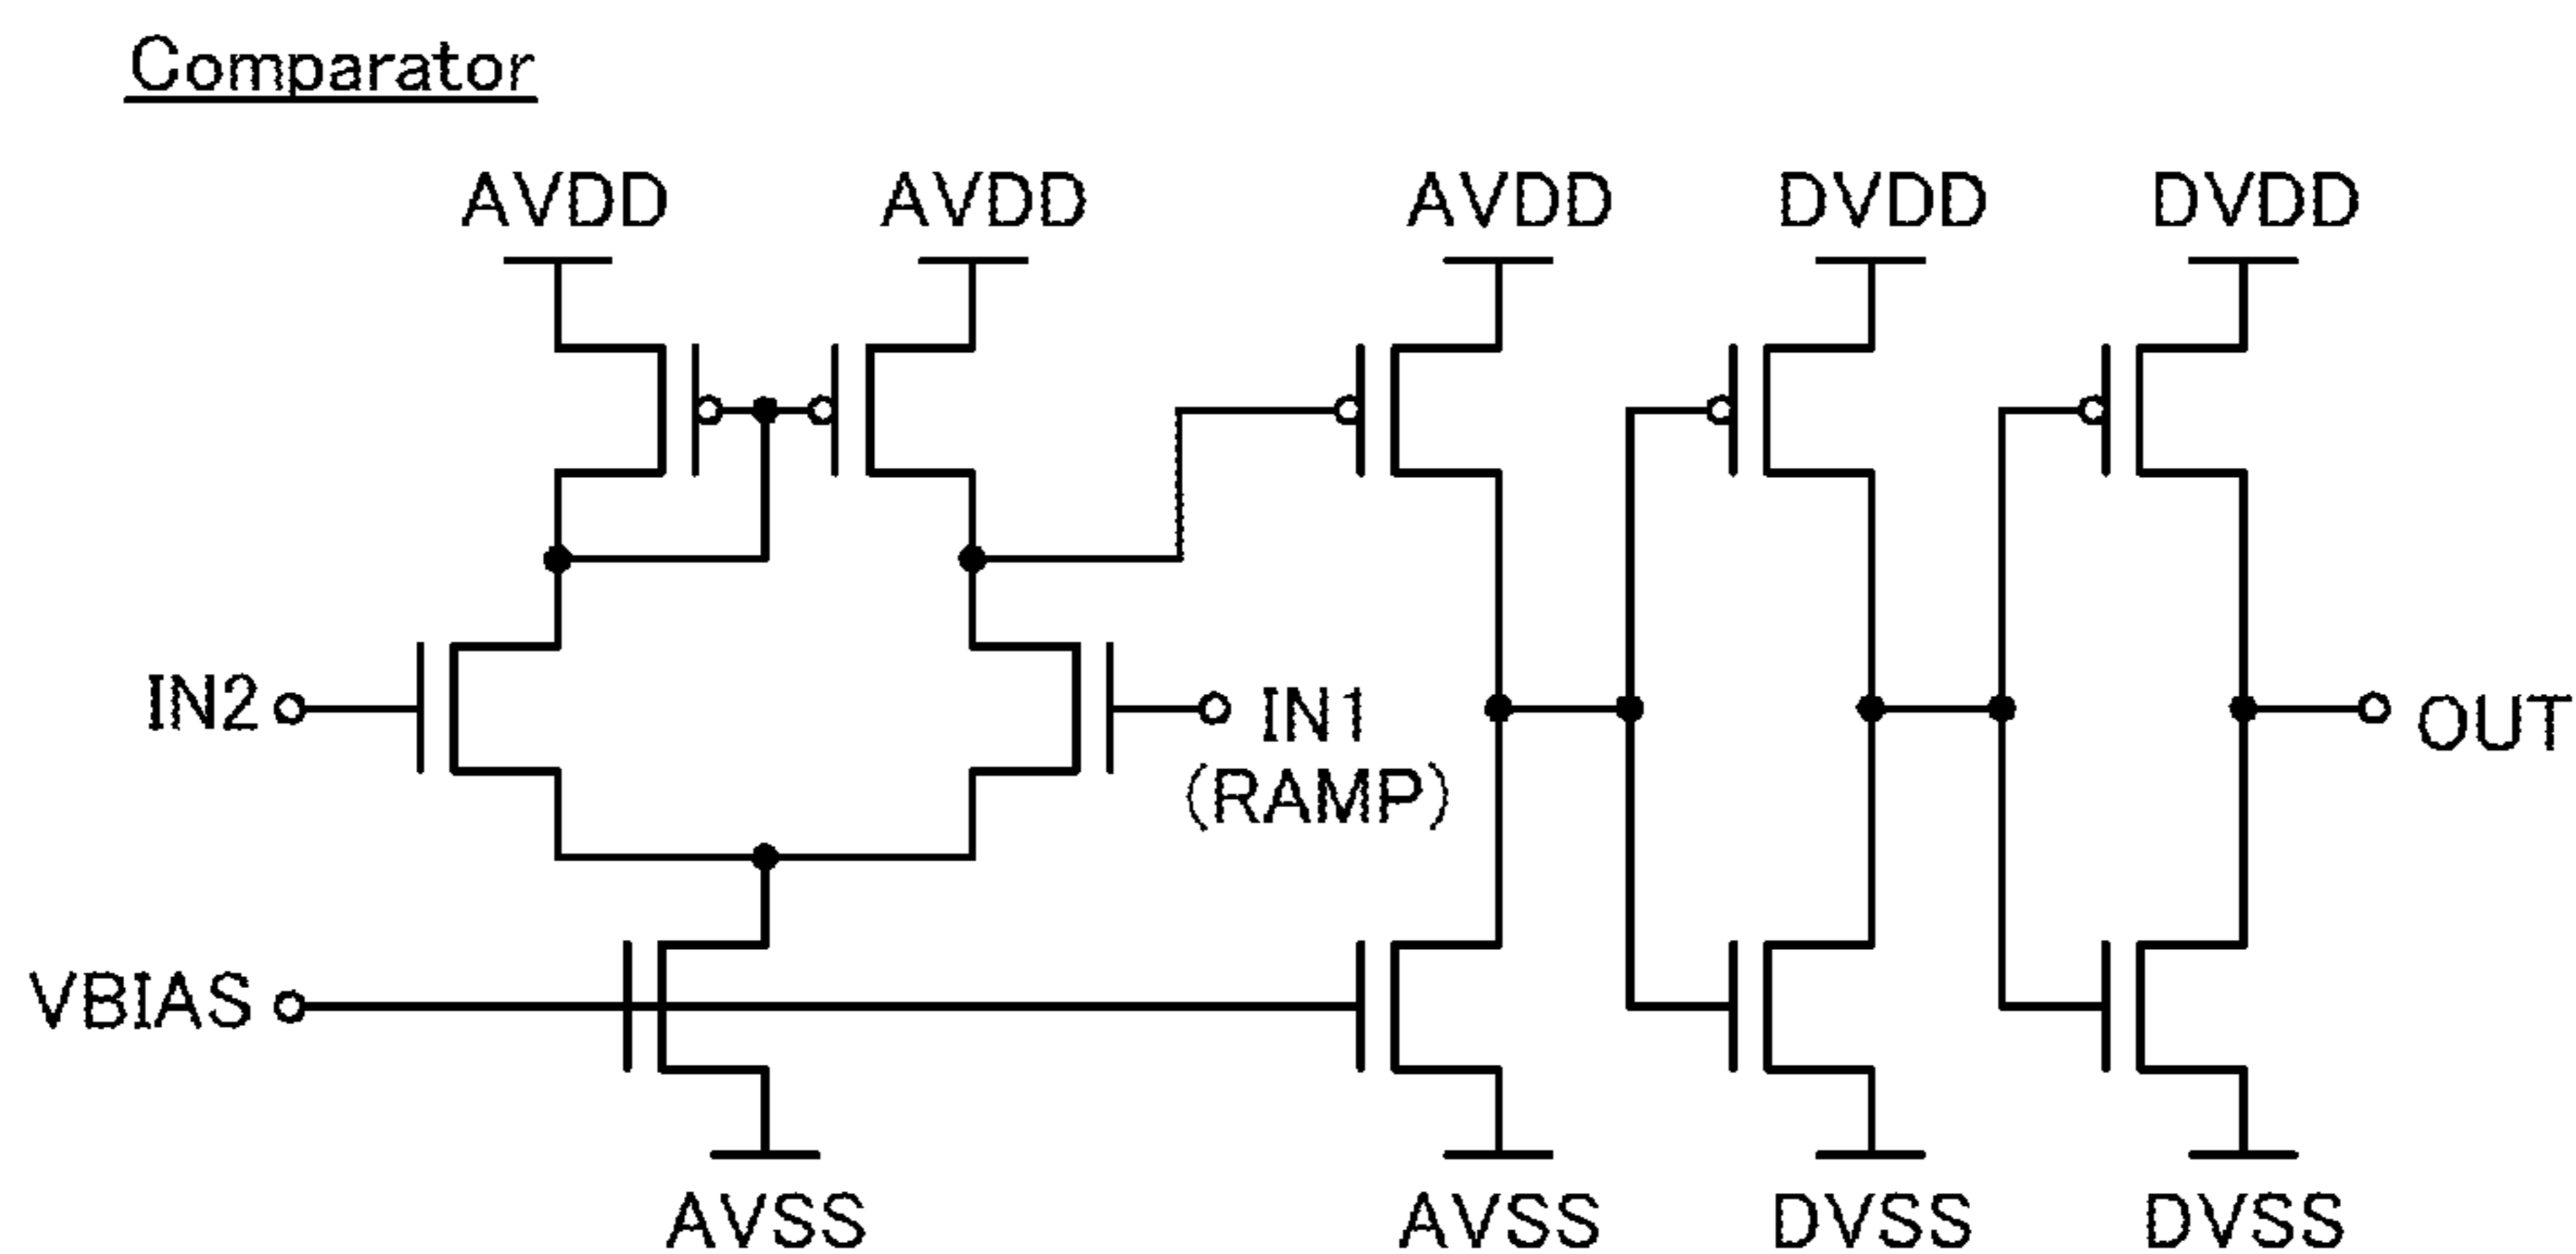 Comparator
AVDD AVDD AVDD DVDD DVDD
IN2 IN1 OUT
(RAMP)
VBIAS
AVSS AVSS DVSS DVSS